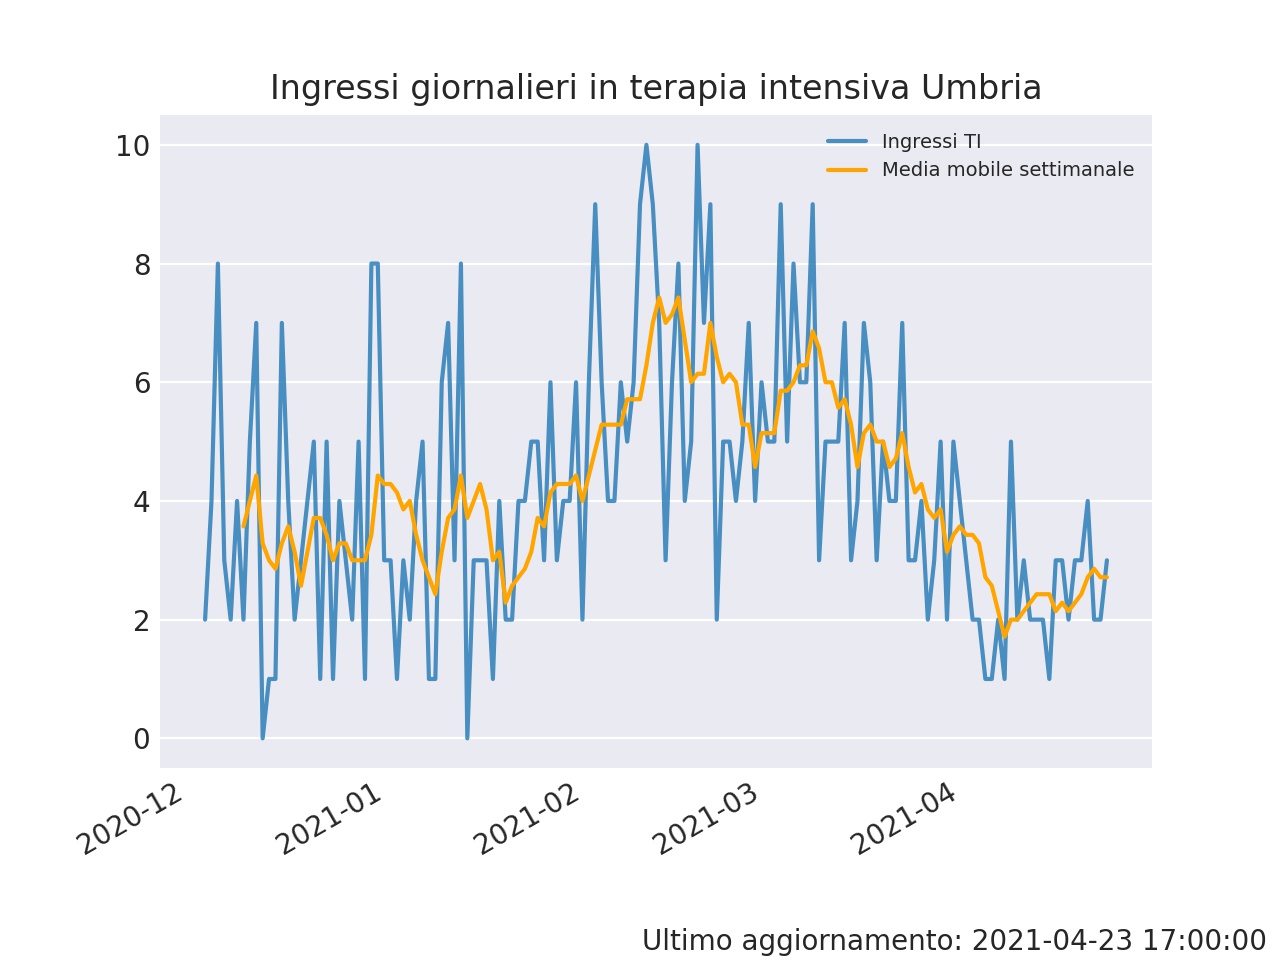 Ingressi giornalieri in terapia intensiva Umbria
Ingressi TI
Media mobile settimanale
10
8
6
4
2
0
2020-12
2021-01
2021-02
2021-03
2021-04
Ultimo aggiornamento: 2021-04-23 17:00:00